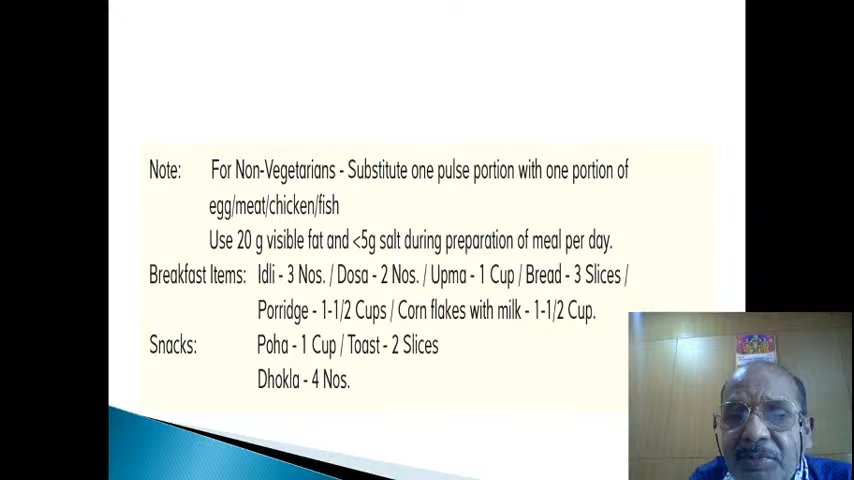 Note: For Non-Vegetarians - Substitute one pulse portion with one portion of
egg/meat/chicken/fish
Use 20 g visible fat and <5g salt during preparation of meal per day.
Breakfast Items: Idli - 3 Nos. / Dosa - 2 Nos. / Upma - 1 Cup / Bread - 3 Slices /
Porridge - 1-1/2 Cups / Corn flakes with milk - 1-1/2 Cup.
Snacks: Poha - 1 Cup / Toast - 2 Slices
Dhokla - 4 Nos.